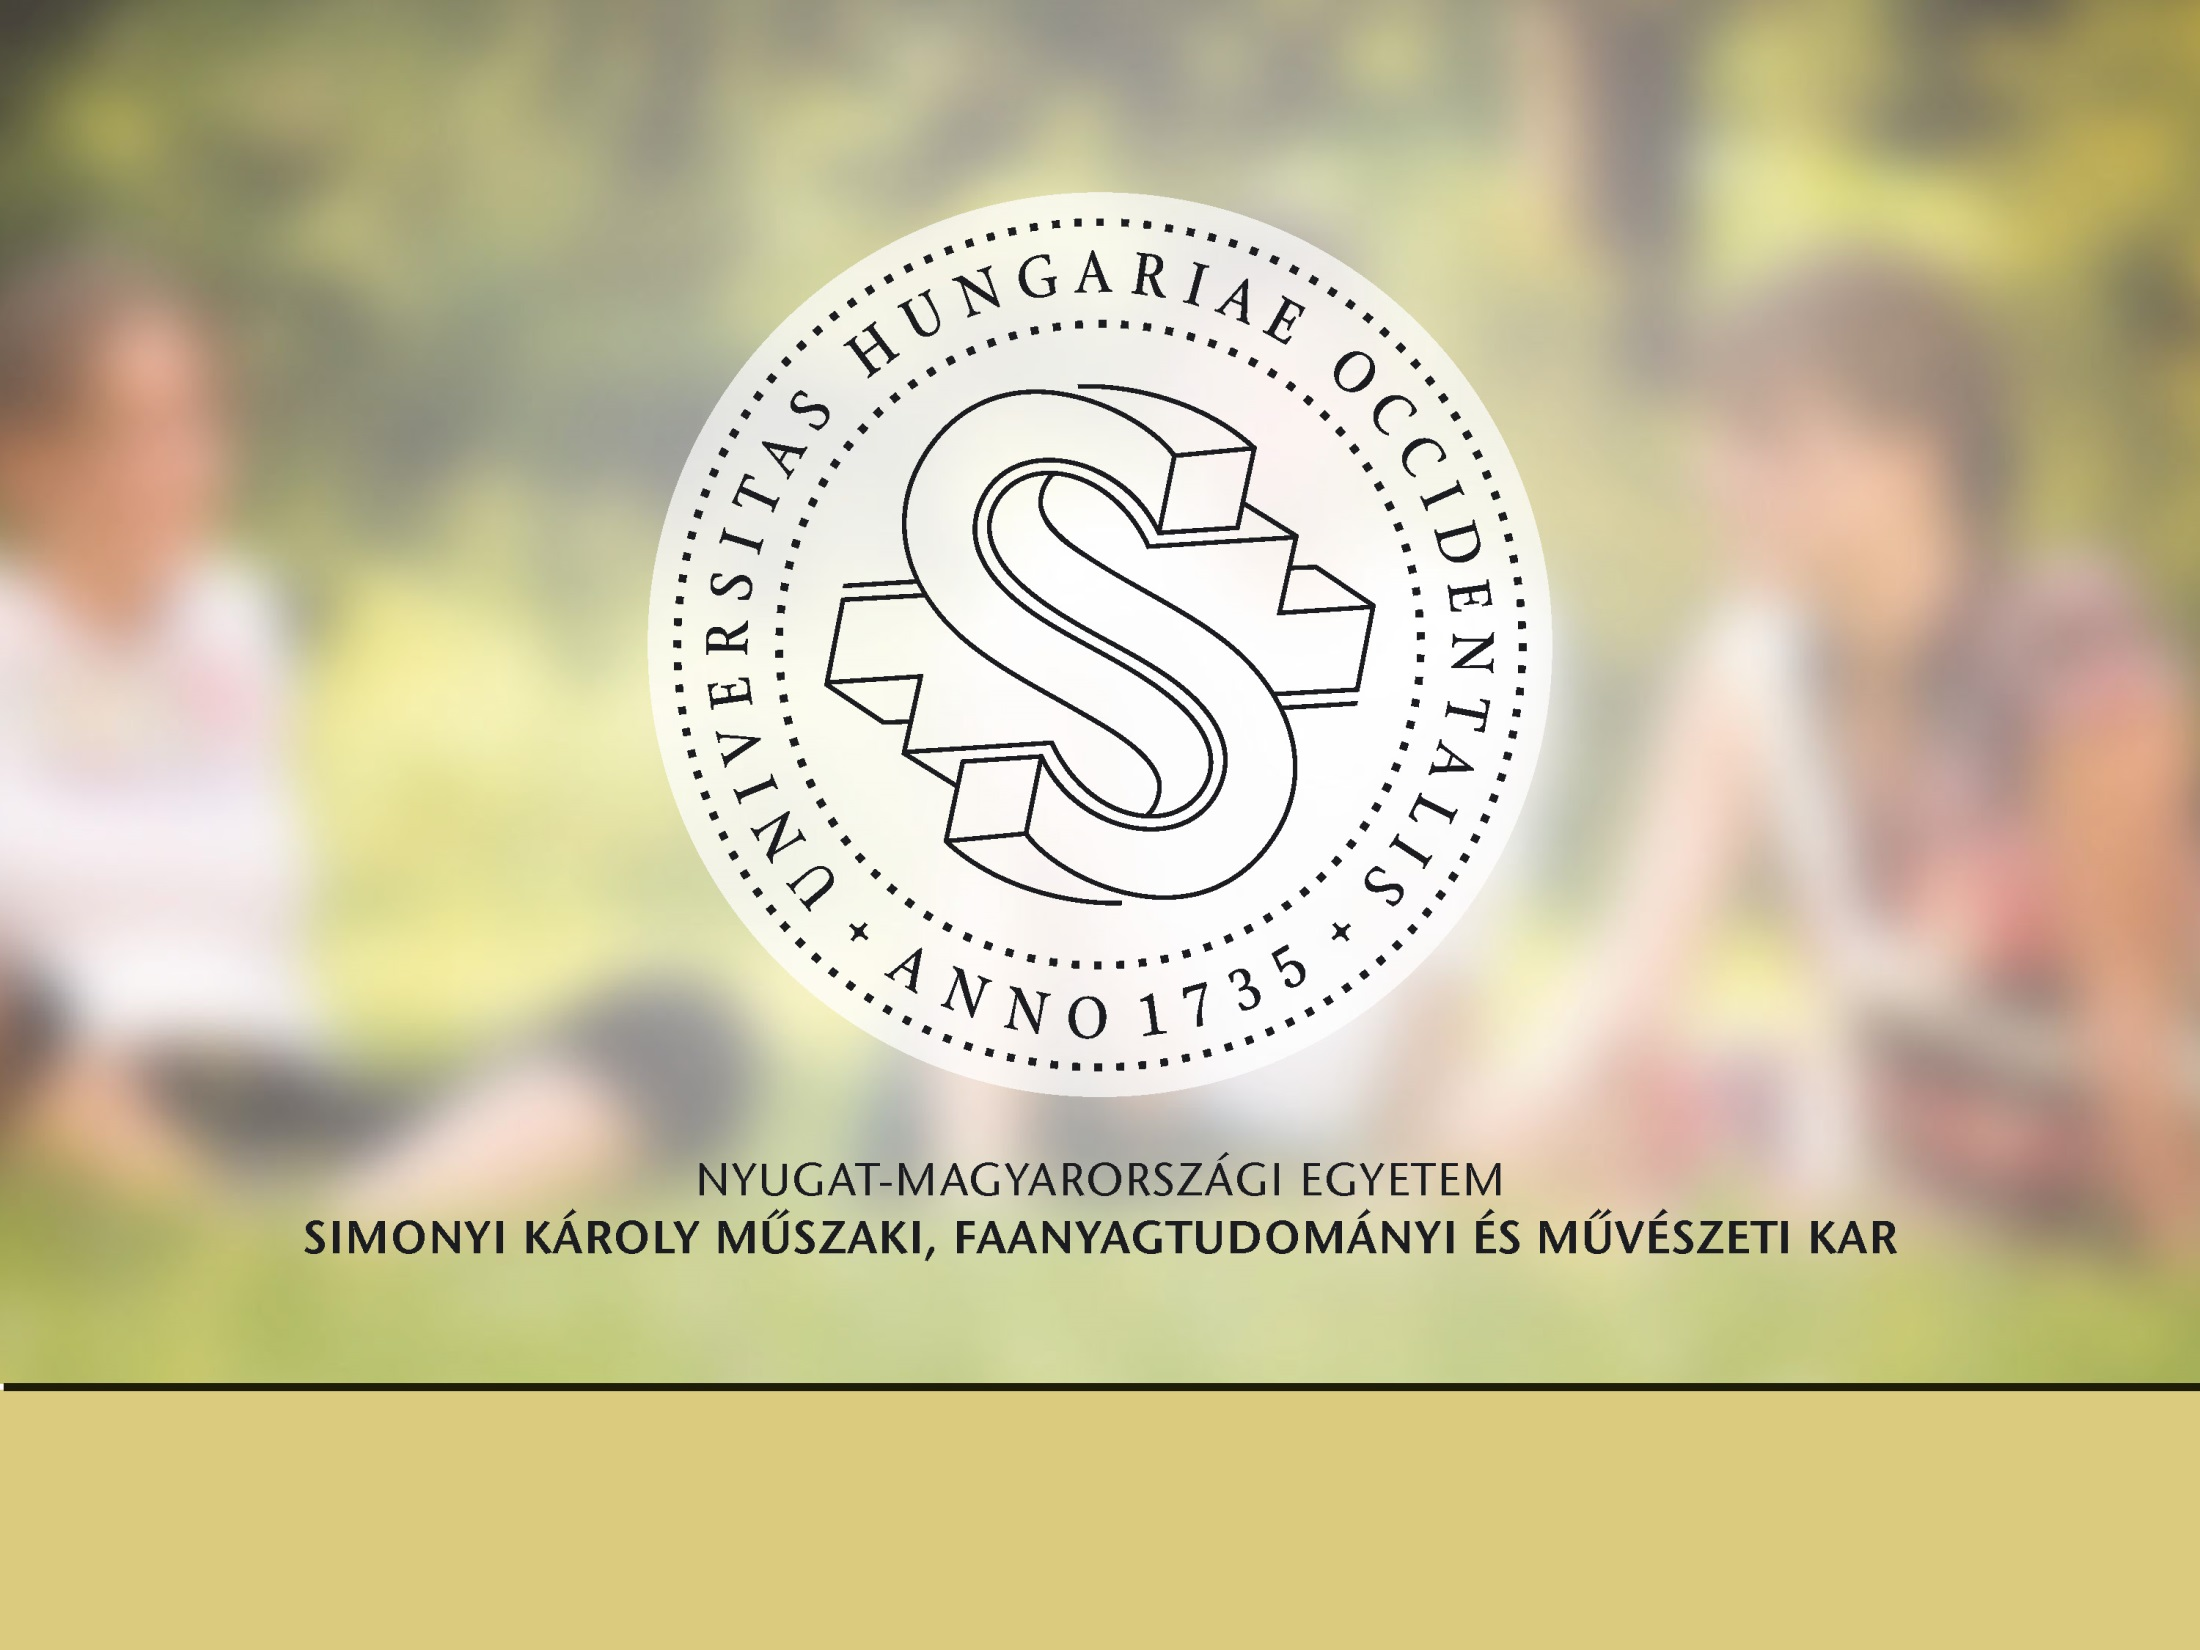 UNIVERSITAS HUNGARIAE OCCIDENTALIS
ANNO 1735
NYUGAT-MAGYARORSZÁGI EGYETEM
SIMONYI KÁROLY MŰSZAKI, FAANYAGTUDOMÁNYI ÉS MŰVÉSZETI KAR